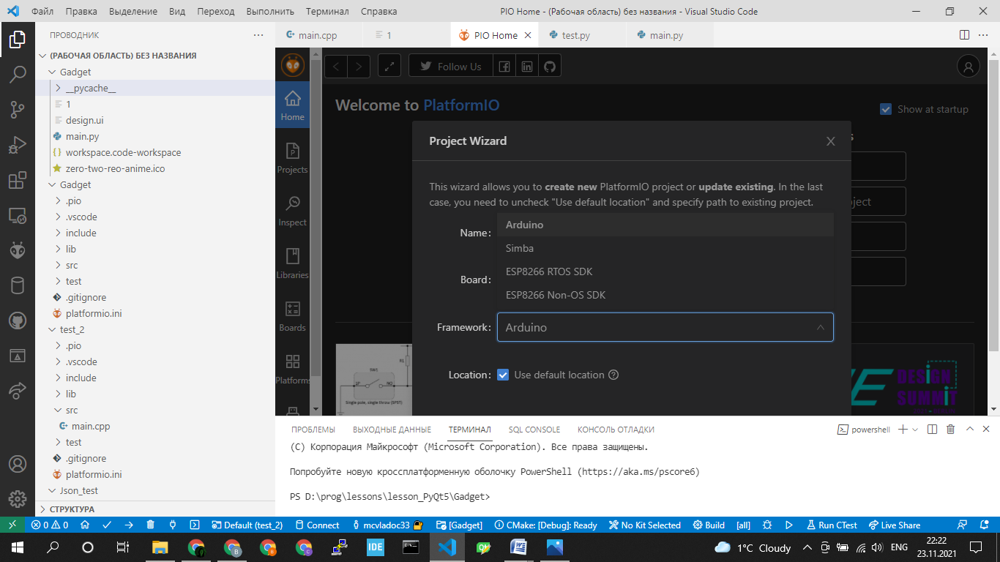 Файл Правка Выделение Вид Переход Выполнить Терминал Справка
PIO Home - (Рабочая область) без названия - Visual Studio Code
ПРОВОДНИК
main.cpp
1
PIO Home
test.py
main.py
(РАБОЧАЯ ОБЛАСТЬ) БЕЗ НАЗВАНИЯ
Gadget
__pycache__
1
design.ui
main.py
workspace.code-workspace
zero-two-reo-anime.ico
Gadget
.pio
.vscode
include
lib
src
test
.gitignore
platformio.ini
test_2
.pio
.vscode
include
lib
src
main.cpp
test
.gitignore
platformio.ini
Json_test
СТРУКТУРА
Home
Projects
Inspect
Libraries
Boards
Platforms
Follow Us
Welcome to PlatformIO
Show at startup
Project Wizard
This wizard allows you to create new PlatformIO project or update existing. In the last
case, you need to uncheck "Use default location" and specify path to existing project.
Name:
Arduino
Simba
Board:
ESP8266 RTOS SDK
ESP8266 Non-OS SDK
Framework:
Arduino
Location:
Use default location
R1
SW1
1P
NO
Single pole, single throw (SPST)
DESIGN
SUMMIT
ПРОБЛЕМЫ ВЫХОДНЫЕ ДАННЫЕ ТЕРМИНАЛ SQL CONSOLE КОНСОЛЬ ОТЛАДКИ
powershell
(C) Корпорация Майкрософт (Microsoft Corporation). Все права защищены.
Попробуйте новую кроссплатформенную оболочку PowerShell (https://aka.ms/pscore6)
PS D:\prog\lessons\lesson_PyQt5\Gadget>
0 0 Default (test_2) Connect mcvladoc33 [Gadget] CMake: [Debug]: Ready No Kit Selected Build [all] Run CTest Live Share
IDE
1°C Cloudy
ENG
22:22
23.11.2021